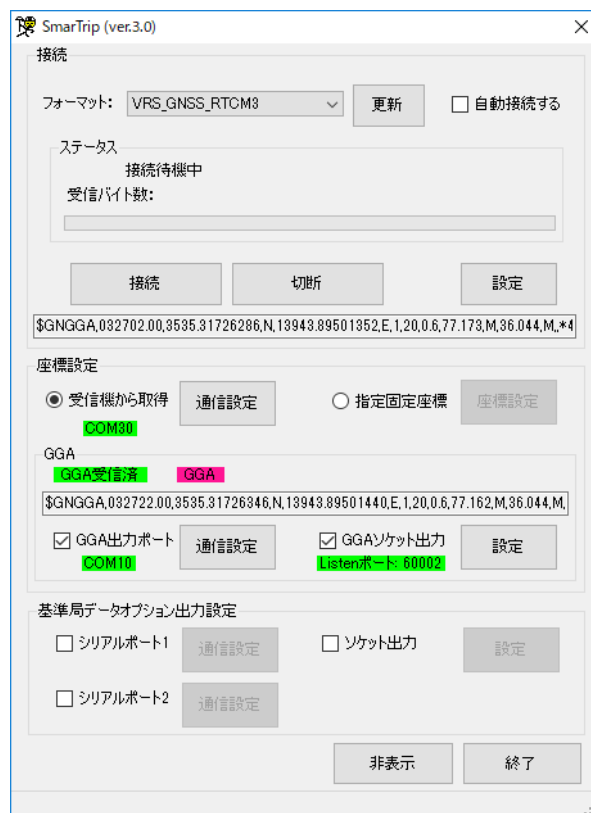 SmarTrip (ver.3.0)
接続
フォーマット: VRS_GNSS_RTCM3 更新 自動接続する
ステータス
接続待機中
受信バイト数:
接続 切断 設定
$GNGGA,032702.00,3535.31726286,N,13943.89501352,E,1,20,0.6,77.173,M,36.044,M,,*4
座標設定
受信機から取得 通信設定 指定固定座標 座標設定
COM30
GGA
GGA受信済 GGA
$GNGGA,032722.00,3535.31726346,N,13943.89501440,E,1,20,0.6,77.162,M,36.044,M,
GGA出力ポート 通信設定 GGAソケット出力 設定
COM10 Listenポート: 60002
基準局データオプション出力設定
シリアルポート1 通信設定 ソケット出力 設定
シリアルポート2 通信設定
非表示 終了